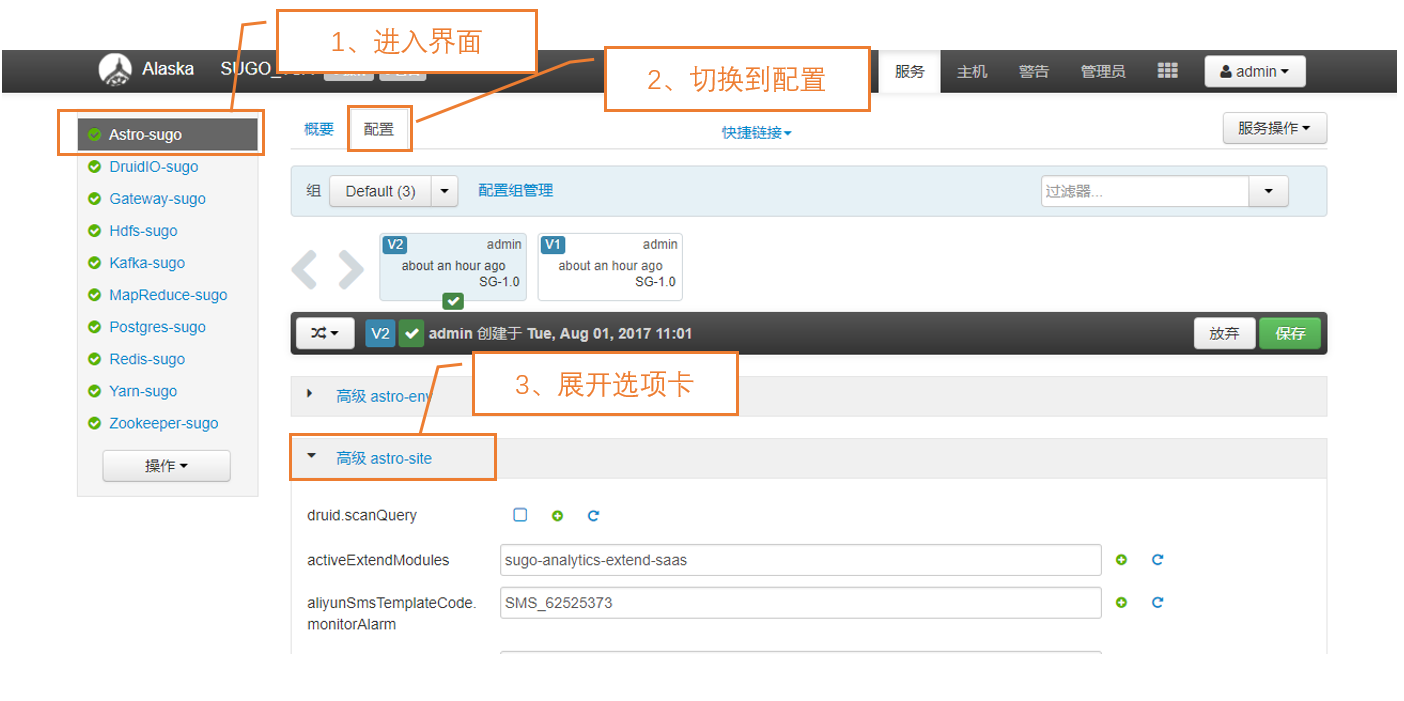 1、进入界面
2、切换到配置
Alaska
SUGO_
服务
主机
警告
管理员
admin
Astro-sugo
DruidIO-sugo
Gateway-sugo
Hdfs-sugo
Kafka-sugo
MapReduce-sugo
Postgres-sugo
Redis-sugo
Yarn-sugo
Zookeeper-sugo
操作
概要
配置
快捷链接
服务操作
组
Default (3)
配置组管理
过滤器...
V2
admin
about an hour ago
SG-1.0
V1
admin
about an hour ago
SG-1.0
V2
admin 创建于 Tue, Aug 01, 2017 11:01
放弃
保存
3、展开选项卡
高级 astro-env
高级 astro-site
druid.scanQuery
activeExtendModules
sugo-analytics-extend-saas
aliyunSmsTemplateCode.
monitorAlarm
SMS_62525373